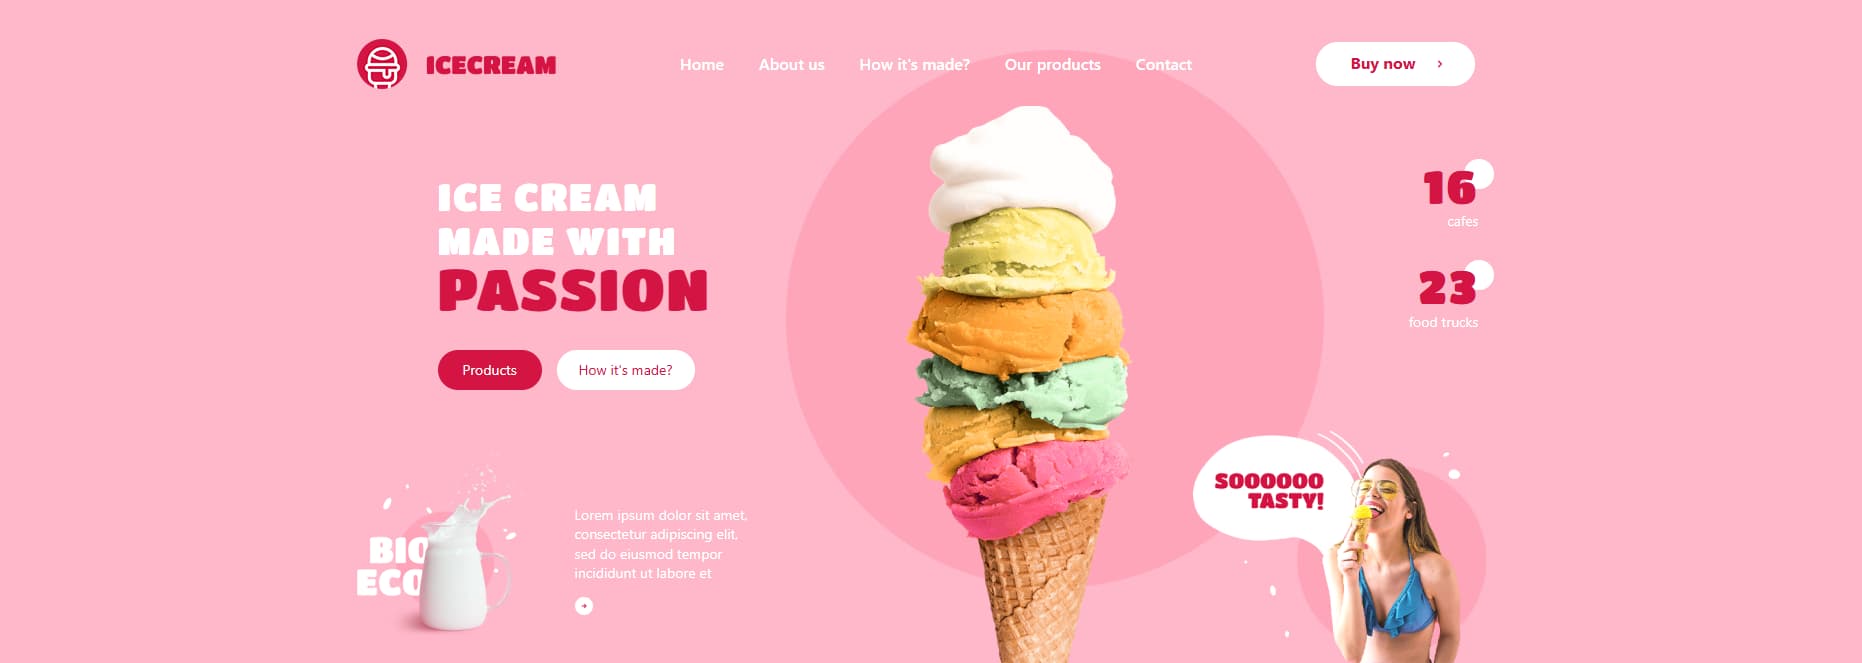 ICECREAM
Home
About us
How it's made?
Our products
Contact
Buy now
ICE CREAM
MADE WITH
PASSION
Products
How it's made?
16
cafes
23
food trucks
SOOOOOO
TASTY!
BIO
ECO
Lorem ipsum dolor sit amet,
consectetur adipiscing elit,
sed do eiusmod tempor
incididunt ut labore et